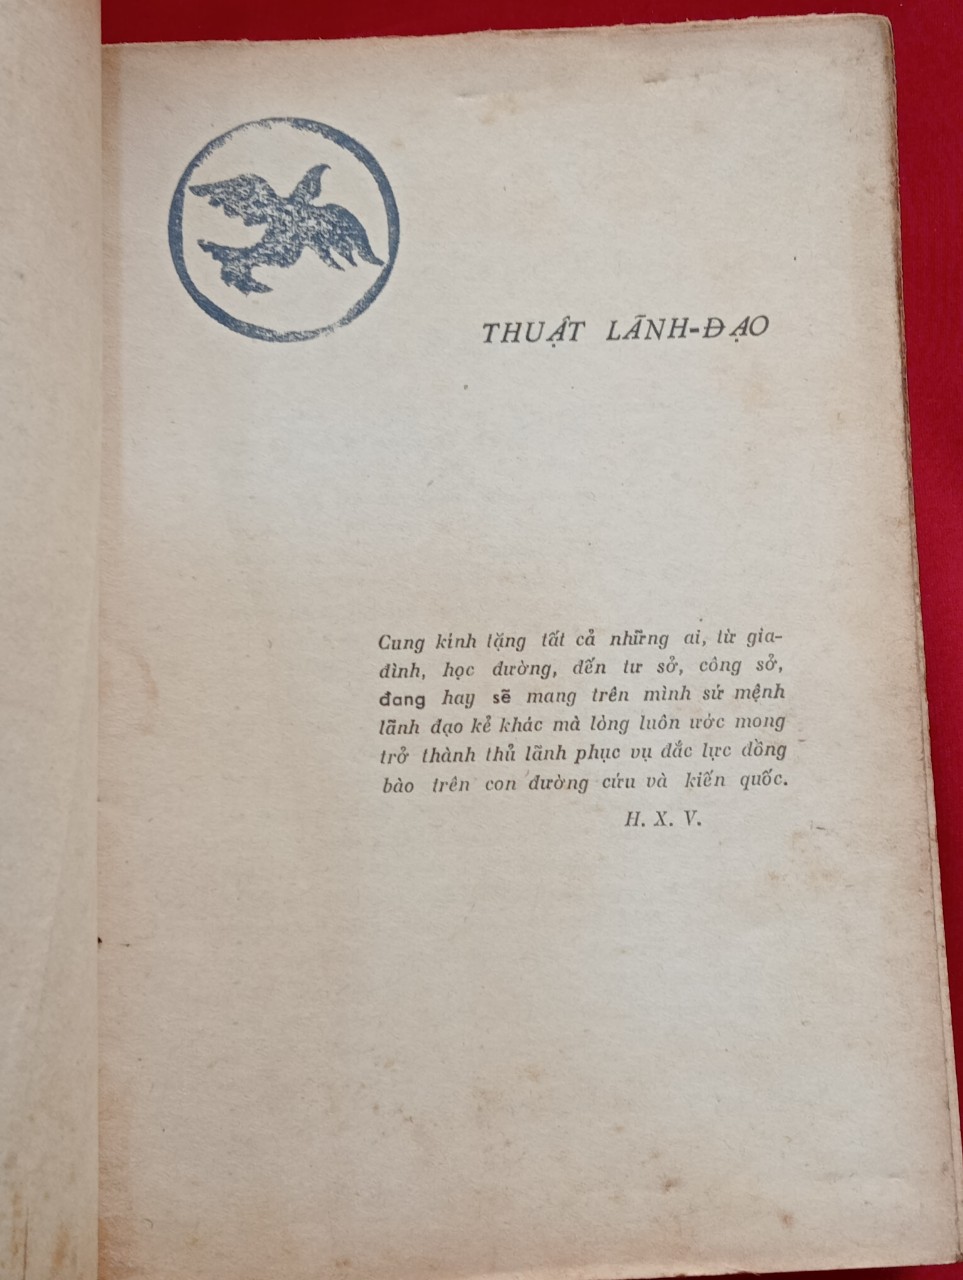 THUẬT LÃNH-ĐẠO
Cung kính tặng tất cả những ai, từ gia-
đình, học đường, đến tư sở, công sở,
đang hay sẽ mang trên mình sứ mệnh
lãnh đạo kẻ khác mà lòng luôn ước mong
trở thành thủ lãnh phục vụ đắc lực đồng
bào trên con đường cứu và kiến quốc.
H. X. V.